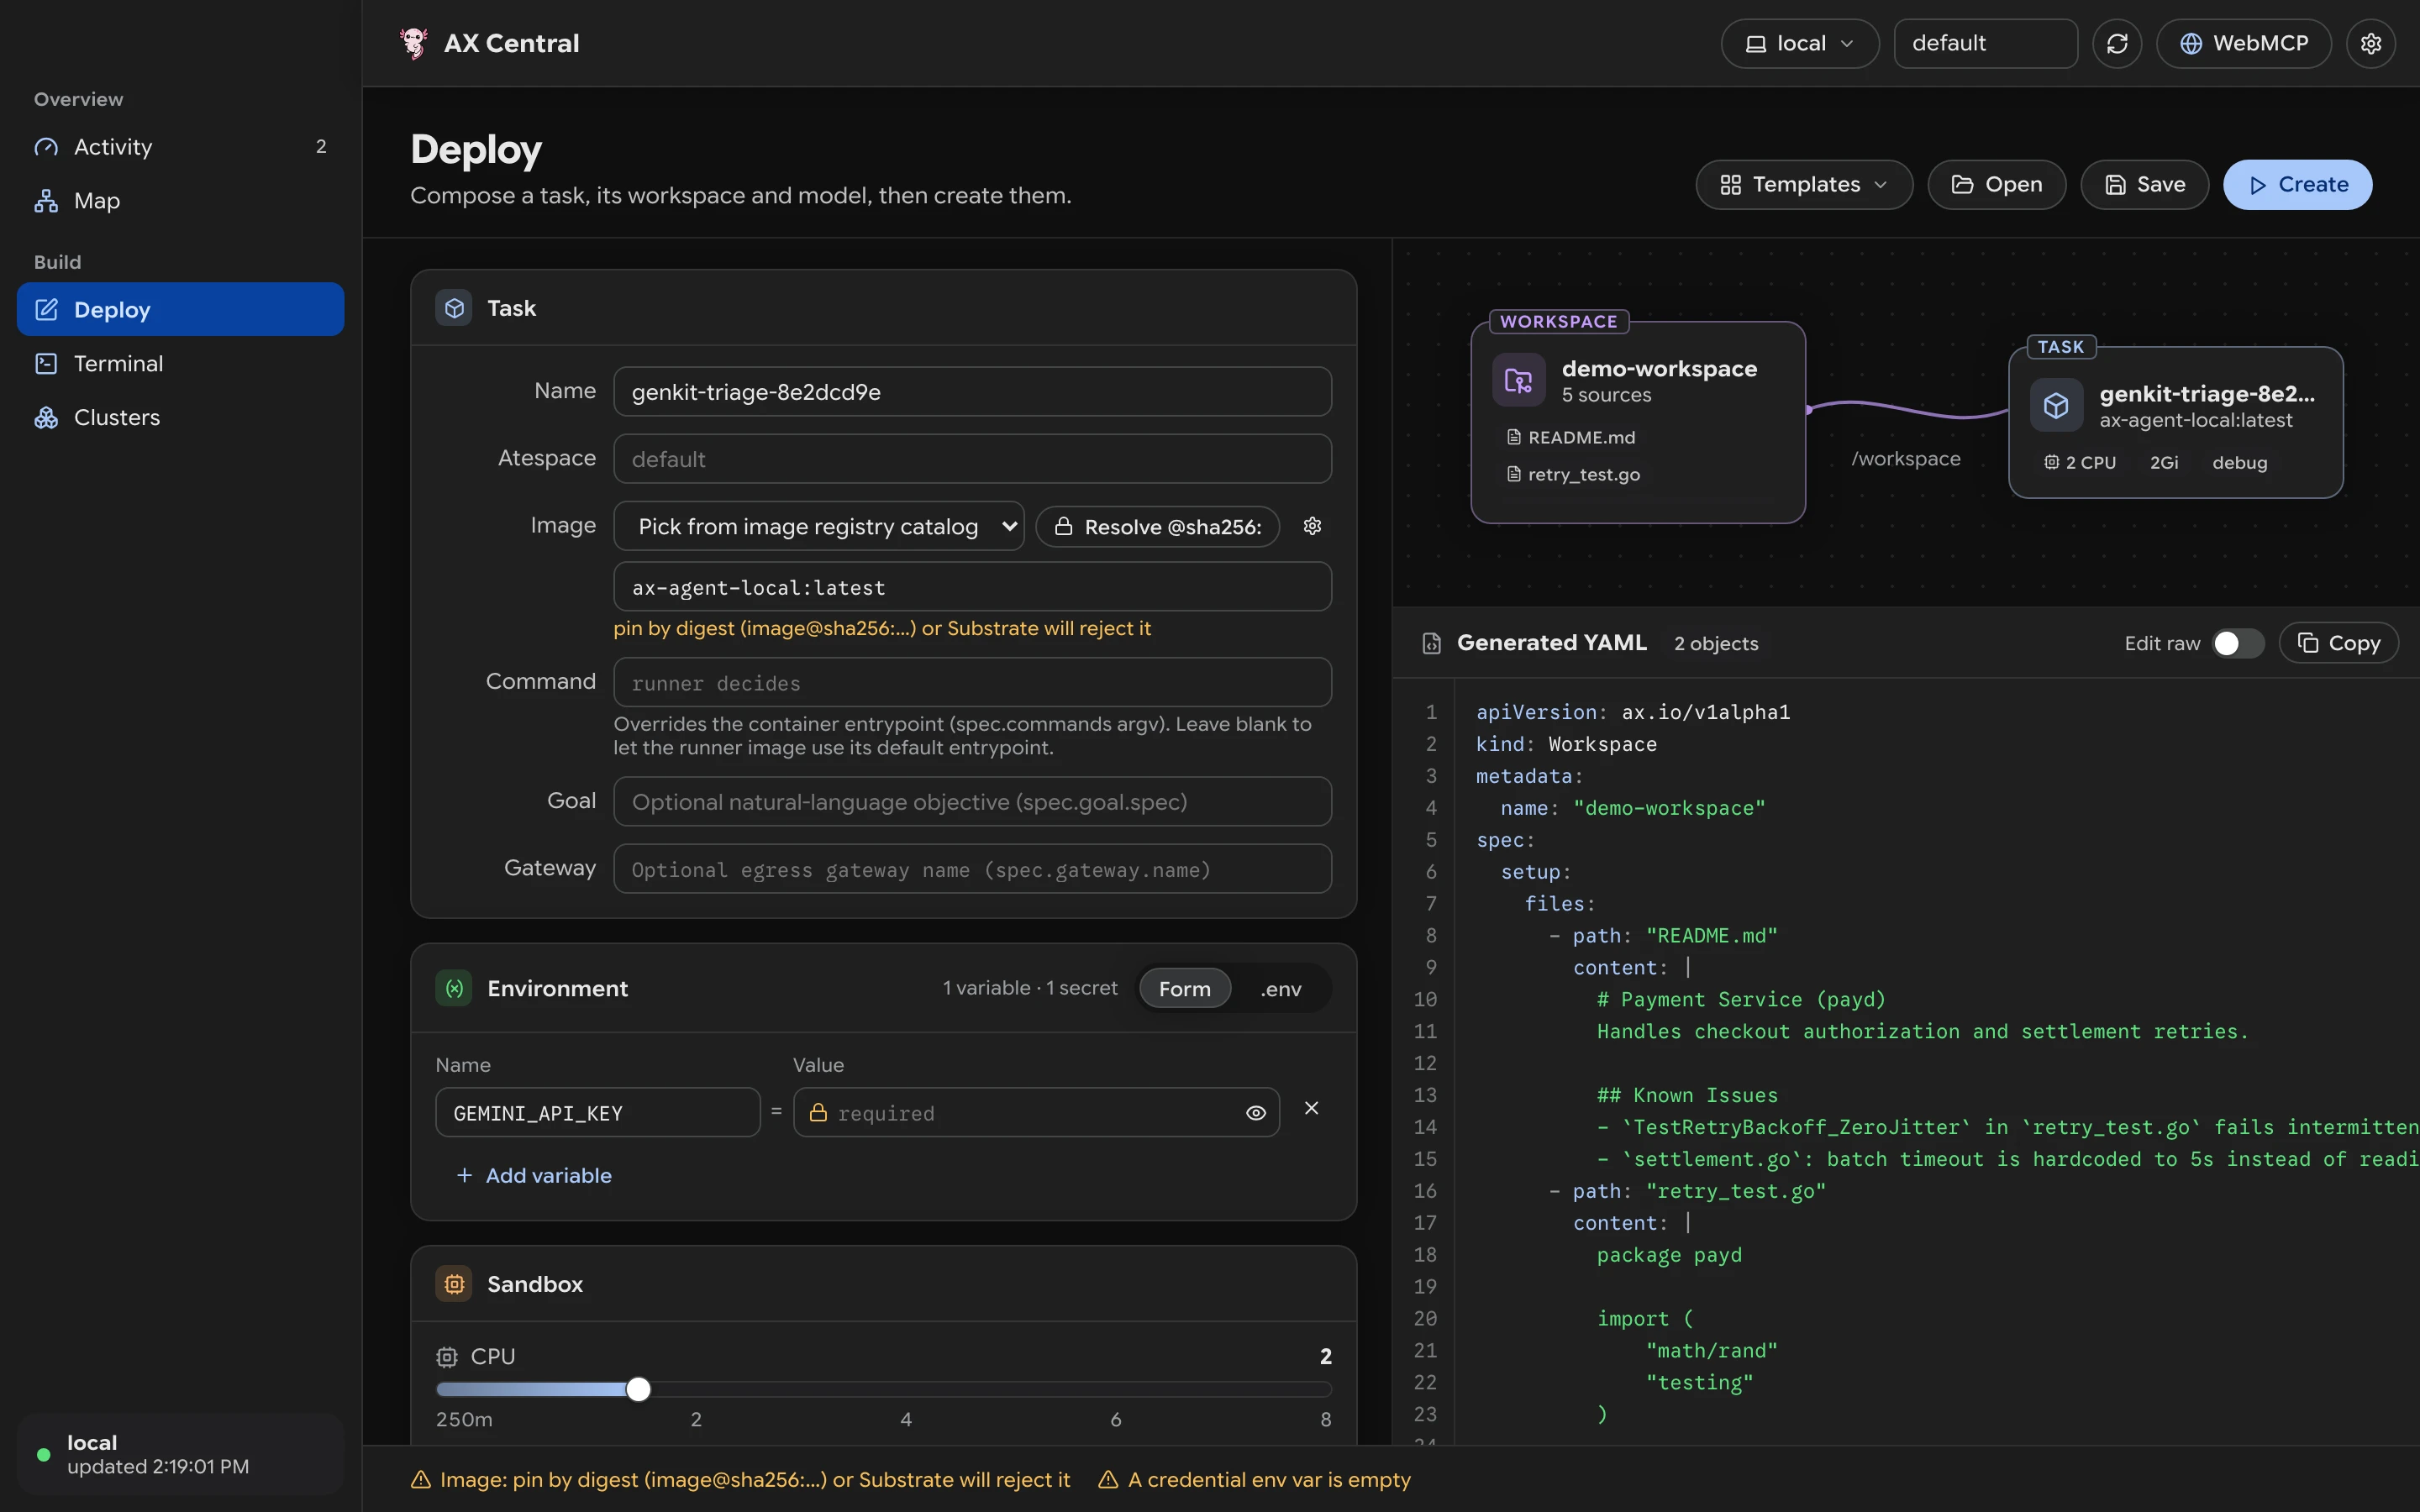 AX Central
local
default
WebMCP
Overview
Activity 2
Map
Build
Deploy
Terminal
Clusters
local
updated 2:19:01 PM
Deploy
Compose a task, its workspace and model, then create them.
Templates
Open
Save
Create
Task
Name genkit-triage-8e2dcd9e
Atespace default
Image Pick from image registry catalog Resolve @sha256:
ax-agent-local:latest
pin by digest (image@sha256:...) or Substrate will reject it
Command runner decides
Overrides the container entrypoint (spec.commands argv). Leave blank to
let the runner image use its default entrypoint.
Goal Optional natural-language objective (spec.goal.spec)
Gateway Optional egress gateway name (spec.gateway.name)
Environment 1 variable · 1 secret Form .env
Name Value
GEMINI_API_KEY = required
+ Add variable
Sandbox
CPU 2
250m 2 4 6 8
WORKSPACE
demo-workspace
5 sources
README.md
retry_test.go
/workspace
TASK
genkit-triage-8e2...
ax-agent-local:latest
2 CPU 2Gi debug
Generated YAML 2 objects Edit raw Copy
1 apiVersion: ax.io/v1alpha1
2 kind: Workspace
3 metadata:
4 name: "demo-workspace"
5 spec:
6 setup:
7 files:
8 - path: "README.md"
9 content: |
10 # Payment Service (payd)
11 Handles checkout authorization and settlement retries.
12
13 ## Known Issues
14 - `TestRetryBackoff_ZeroJitter` in `retry_test.go` fails intermitten
15 - `settlement.go`: batch timeout is hardcoded to 5s instead of readi
16 - path: "retry_test.go"
17 content: |
18 package payd
19
20 import (
21 "math/rand"
22 "testing"
23 )
24
Image: pin by digest (image@sha256:...) or Substrate will reject it
A credential env var is empty